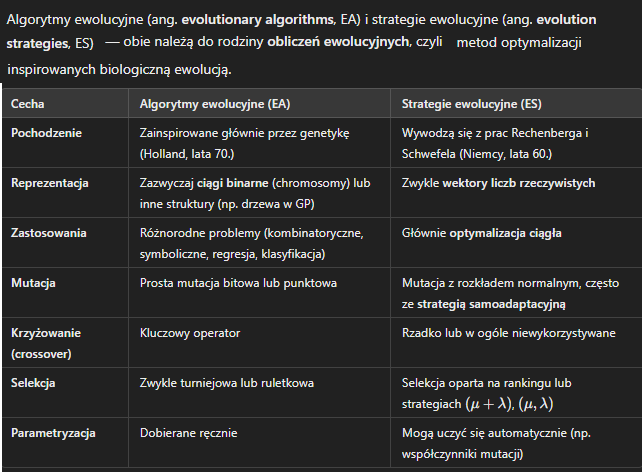 Algorytmy ewolucyjne (ang. evolutionary algorithms, EA) i strategie ewolucyjne (ang. evolution
strategies, ES) — obie należą do rodziny obliczeń ewolucyjnych, czyli metod optymalizacji
inspirowanych biologiczną ewolucją.
Cecha Algorytmy ewolucyjne (EA) Strategie ewolucyjne (ES)
Pochodzenie Zainspirowane głównie przez genetykę Wywodzą się z prac Rechenberga i
(Holland, lata 70.) Schwefela (Niemcy, lata 60.)
Reprezentacja Zazwyczaj ciągi binarne (chromosomy) lub Zwykle wektory liczb rzeczywistych
inne struktury (np. drzewa w GP)
Zastosowania Różnorodne problemy (kombinatoryczne, Głównie optymalizacja ciągła
symboliczne, regresja, klasyfikacja)
Mutacja Prosta mutacja bitowa lub punktowa Mutacja z rozkładem normalnym, często
ze strategią samoadaptacyjną
Krzyżowanie Kluczowy operator Rzadko lub w ogóle niewykorzystywane
(crossover)
Selekcja Zwykle turniejowa lub ruletkowa Selekcja oparta na rankingu lub
strategiach (μ + λ), (μ, λ)
Parametryzacja Dobierane ręcznie Mogą uczyć się automatycznie (np.
współczynniki mutacji)